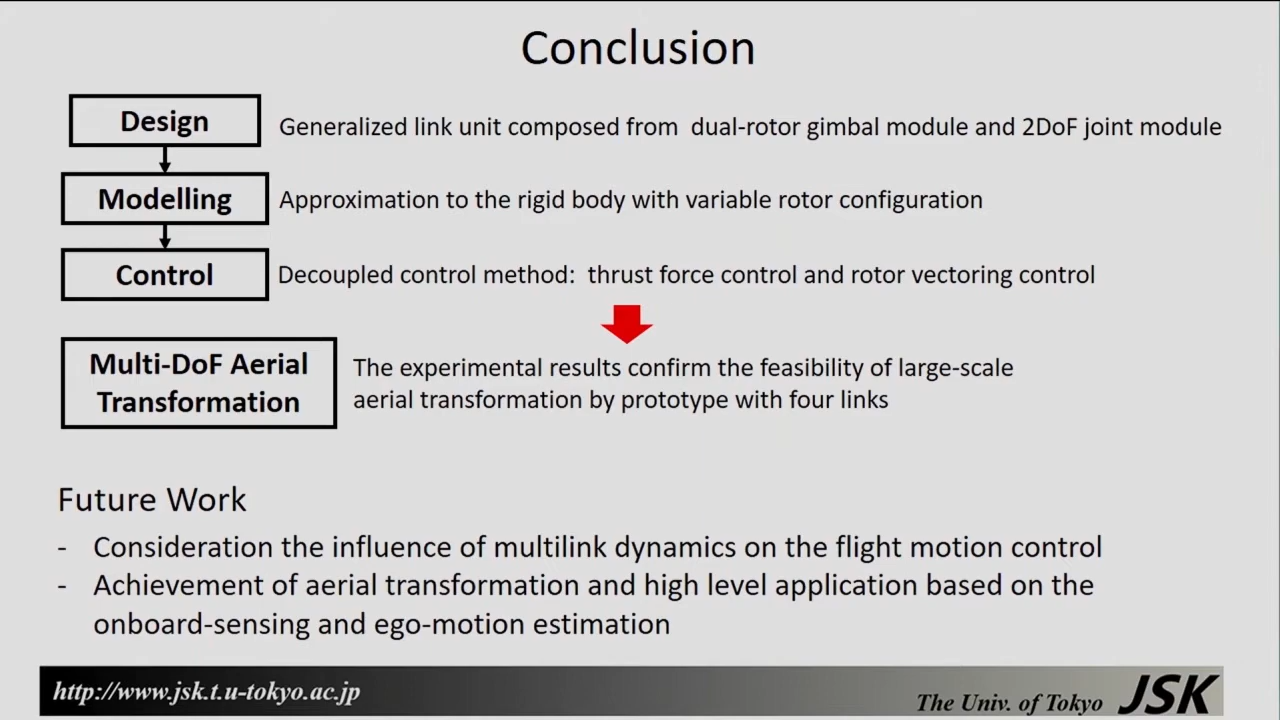 Conclusion
Design
Generalized link unit composed from dual-rotor gimbal module and 2DoF joint module
Modelling
Approximation to the rigid body with variable rotor configuration
Control
Decoupled control method: thrust force control and rotor vectoring control
Multi-DoF Aerial
Transformation
The experimental results confirm the feasibility of large-scale
aerial transformation by prototype with four links
Future Work
- Consideration the influence of multilink dynamics on the flight motion control
- Achievement of aerial transformation and high level application based on the
onboard-sensing and ego-motion estimation
http://www.jsk.t.u-tokyo.ac.jp
The Univ. of Tokyo JSK